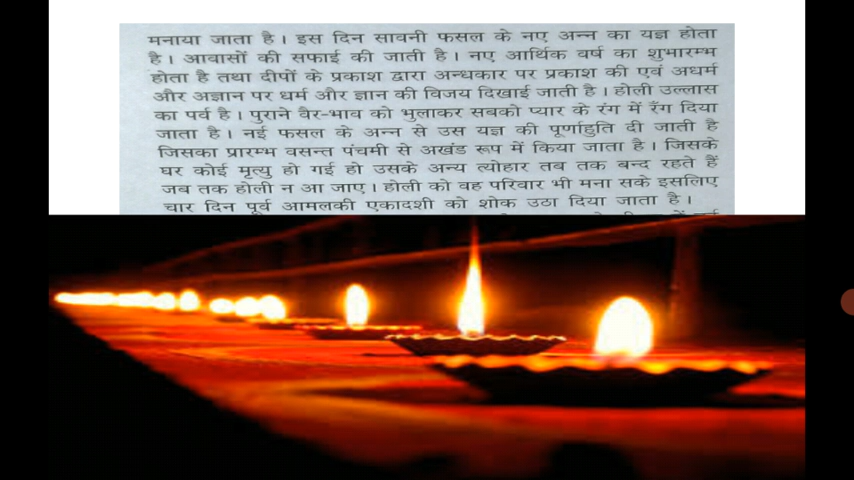 मनाया जाता है। इस दिन सावनी फसल के नए अन्न का यज्ञ होता
है। आवासों की सफाई की जाती है। नए आर्थिक वर्ष का शुभारम्भ
होता है तथा दीपों के प्रकाश द्वारा अन्धकार पर प्रकाश की एवं अधर्म
और अज्ञान पर धर्म और ज्ञान की विजय दिखाई जाती है। होली उल्लास
का पर्व है। पुराने वैर-भाव को भुलाकर सबको प्यार के रंग में रँग दिया
जाता है। नई फसल के अन्न से उस यज्ञ की पूर्णाहुति दी जाती है
जिसका प्रारम्भ वसन्त पंचमी से अखंड रूप में किया जाता है। जिसके
घर कोई मृत्यु हो गई हो उसके अन्य त्योहार तब तक बन्द रहते हैं
जब तक होली न आ जाए। होली को वह परिवार भी मना सके इसलिए
चार दिन पूर्व आमलकी एकादशी को शोक उठा दिया जाता है।